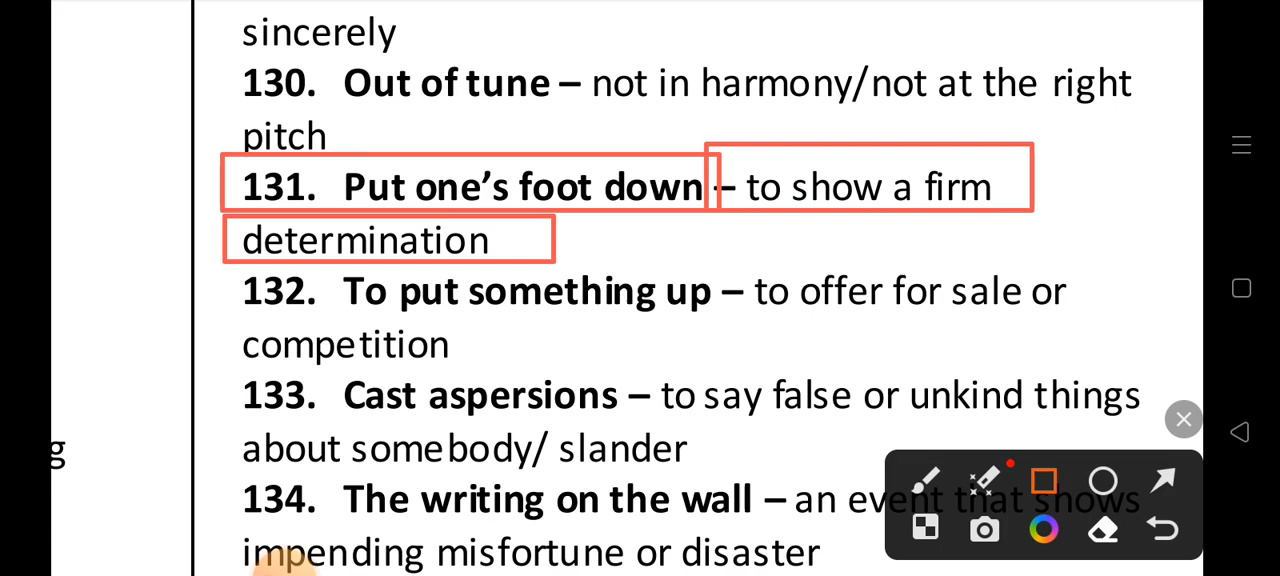 sincerely
130. Out of tune – not in harmony/not at the right
pitch
131. Put one's foot down – to show a firm
determination
132. To put something up – to offer for sale or
competition
133. Cast aspersions – to say false or unkind things
about somebody/ slander
g
134. The writing on the wall – an event that shows
impending misfortune or disaster